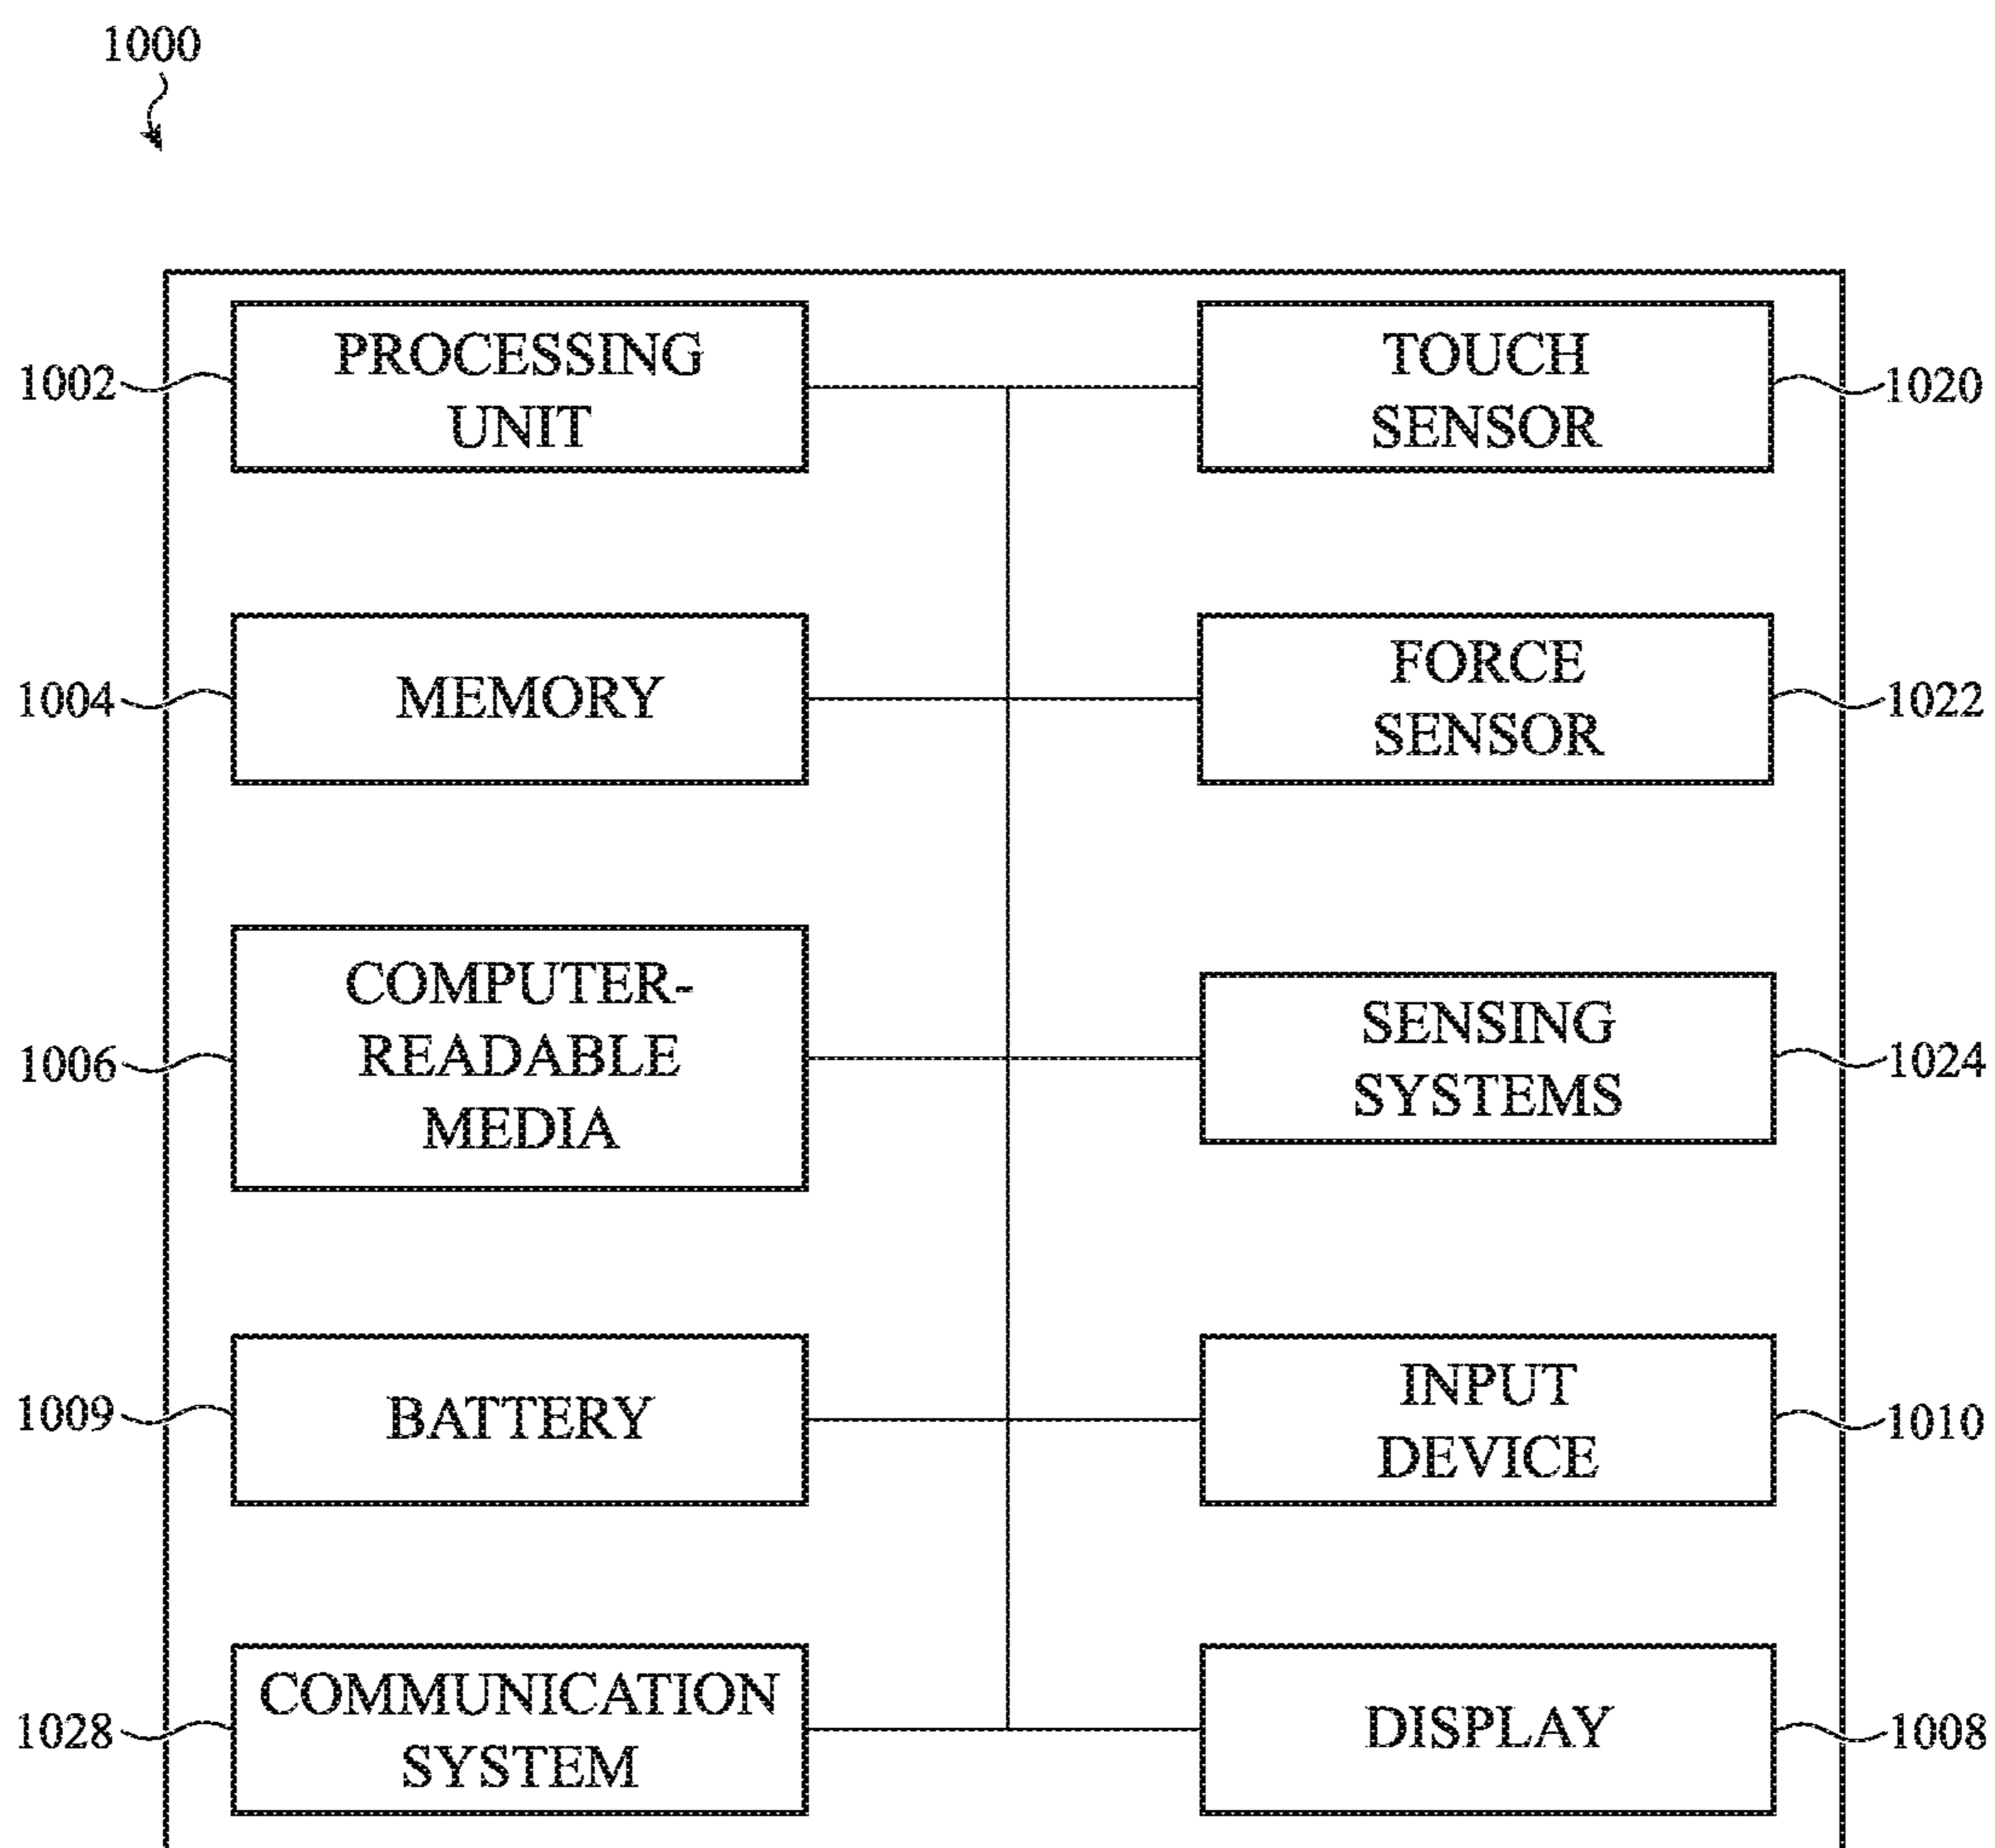 1000
1002
PROCESSING
UNIT
TOUCH
SENSOR
1020
1004
MEMORY
FORCE
SENSOR
1022
1006
COMPUTER-
READABLE
MEDIA
SENSING
SYSTEMS
1024
1009
BATTERY
INPUT
DEVICE
1010
1028
COMMUNICATION
SYSTEM
DISPLAY
1008